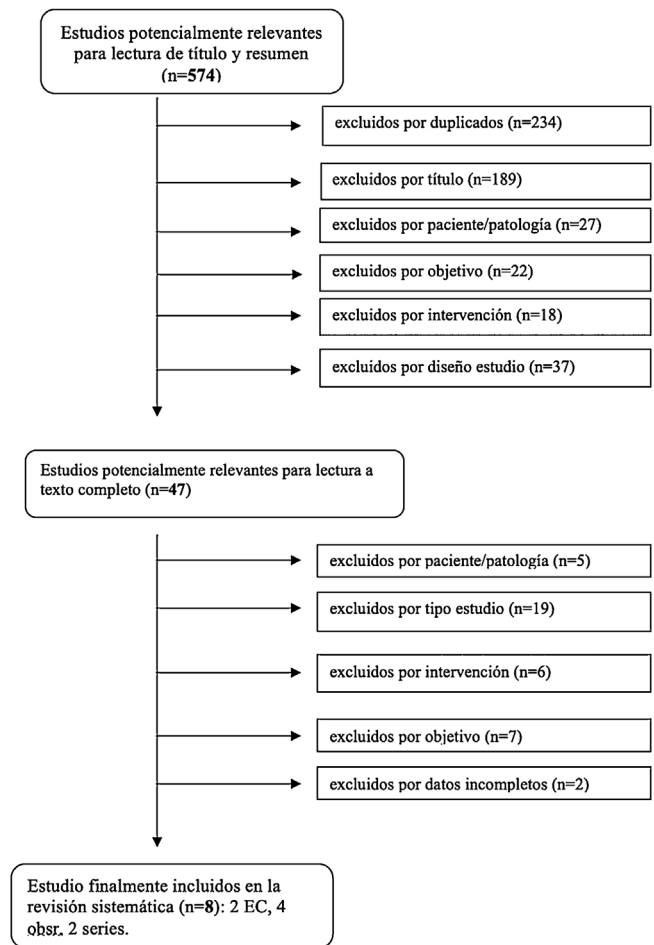 Estudios potencialmente relevantes
para lectura de título y resumen
(n=574)
excluidos por duplicados (n=234)
excluidos por título (n=189)
excluidos por paciente/patología (n=27)
excluidos por objetivo (n=22)
excluidos por intervención (n=18)
excluidos por diseño estudio (n=37)
Estudios potencialmente relevantes para lectura a
texto completo (n=47)
excluidos por paciente/patología (n=5)
excluidos por tipo estudio (n=19)
excluidos por intervención (n=6)
excluidos por objetivo (n=7)
excluidos por datos incompletos (n=2)
Estudio finalmente incluidos en la
revisión sistemática (n=8): 2 EC, 4
obsr, 2 series.